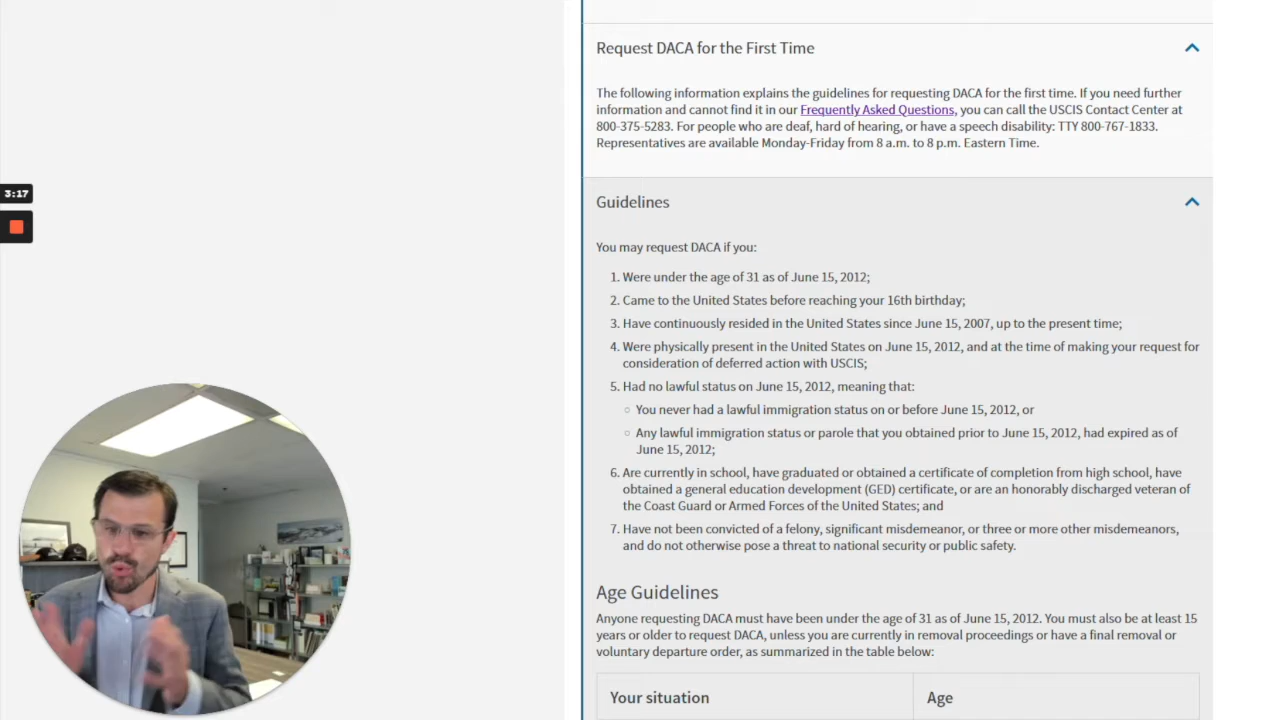 Request DACA for the First Time
The following information explains the guidelines for requesting DACA for the first time. If you need further
information and cannot find it in our Frequently Asked Questions, you can call the USCIS Contact Center at
800-375-5283. For people who are deaf, hard of hearing, or have a speech disability: TTY 800-767-1833.
Representatives are available Monday-Friday from 8 a.m. to 8 p.m. Eastern Time.
3:17
Guidelines
You may request DACA if you:
1. Were under the age of 31 as of June 15, 2012;
2. Came to the United States before reaching your 16th birthday;
3. Have continuously resided in the United States since June 15, 2007, up to the present time;
4. Were physically present in the United States on June 15, 2012, and at the time of making your request for
consideration of deferred action with USCIS;
5. Had no lawful status on June 15, 2012, meaning that:
○ You never had a lawful immigration status on or before June 15, 2012, or
○ Any lawful immigration status or parole that you obtained prior to June 15, 2012, had expired as of
June 15, 2012;
6. Are currently in school, have graduated or obtained a certificate of completion from high school, have
obtained a general education development (GED) certificate, or are an honorably discharged veteran of
the Coast Guard or Armed Forces of the United States; and
7. Have not been convicted of a felony, significant misdemeanor, or three or more other misdemeanors,
and do not otherwise pose a threat to national security or public safety.
Age Guidelines
Anyone requesting DACA must have been under the age of 31 as of June 15, 2012. You must also be at least 15
years or older to request DACA, unless you are currently in removal proceedings or have a final removal or
voluntary departure order, as summarized in the table below:
Your situation
Age